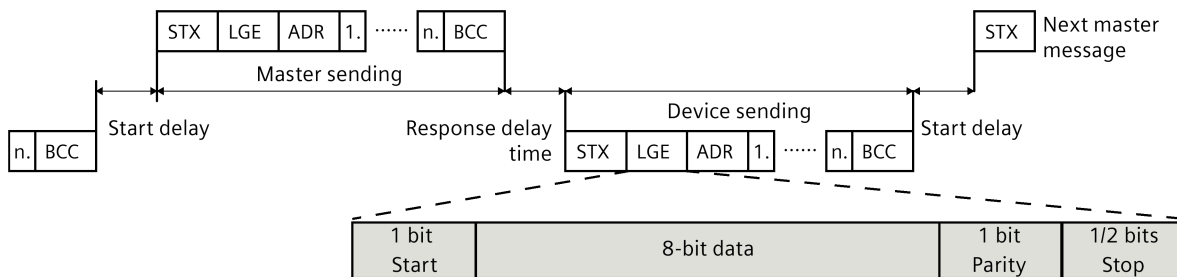 STX LGE ADR 1. ...... n. BCC
STX
Next master
message
Master sending
Device sending
Start delay
Response delay
time
Start delay
n. BCC
STX LGE ADR 1. ...... n. BCC
1 bit
Start
8-bit data
1 bit
Parity
1/2 bits
Stop